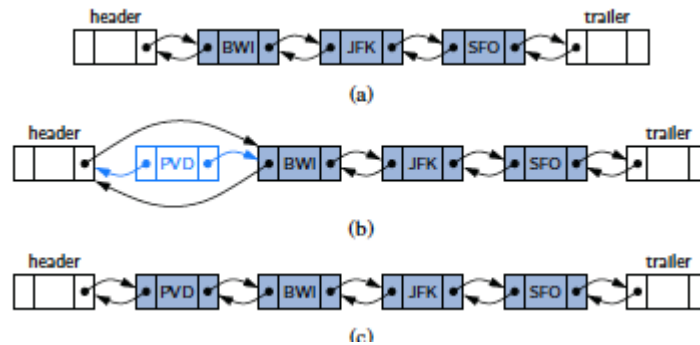 header trailer
BWI JFK SFO
(a)
header trailer
PVD BWI JFK SFO
(b)
header trailer
PVD BWI JFK SFO
(c)